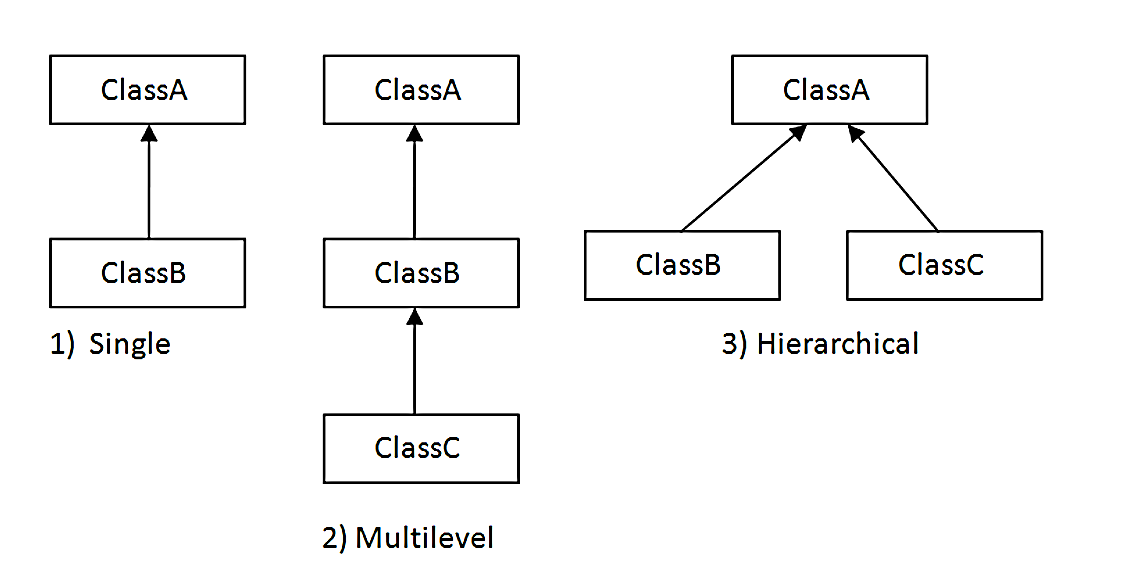 ClassA
ClassB
1) Single
ClassA
ClassB
ClassC
2) Multilevel
ClassA
ClassB
ClassC
3) Hierarchical